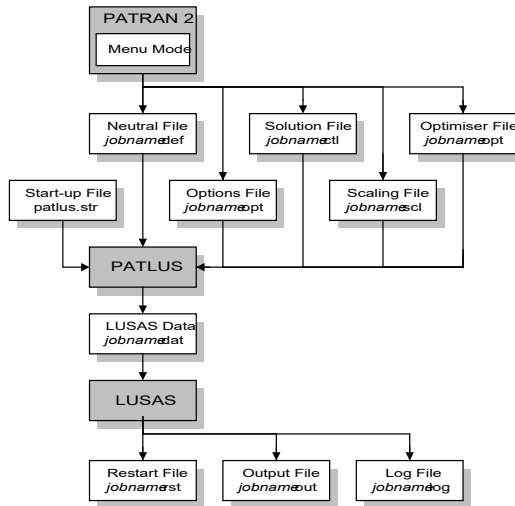 PATRAN 2
Menu Mode
Neutral File
jobname.def
Solution File
jobname.ctl
Optimiser File
jobname.opt
Start-up File
patlus.str
Options File
jobname.opt
Scaling File
jobname.scl
PATLUS
LUSAS Data
jobname.dat
LUSAS
Restart File
jobname.rst
Output File
jobname.out
Log File
jobname.log